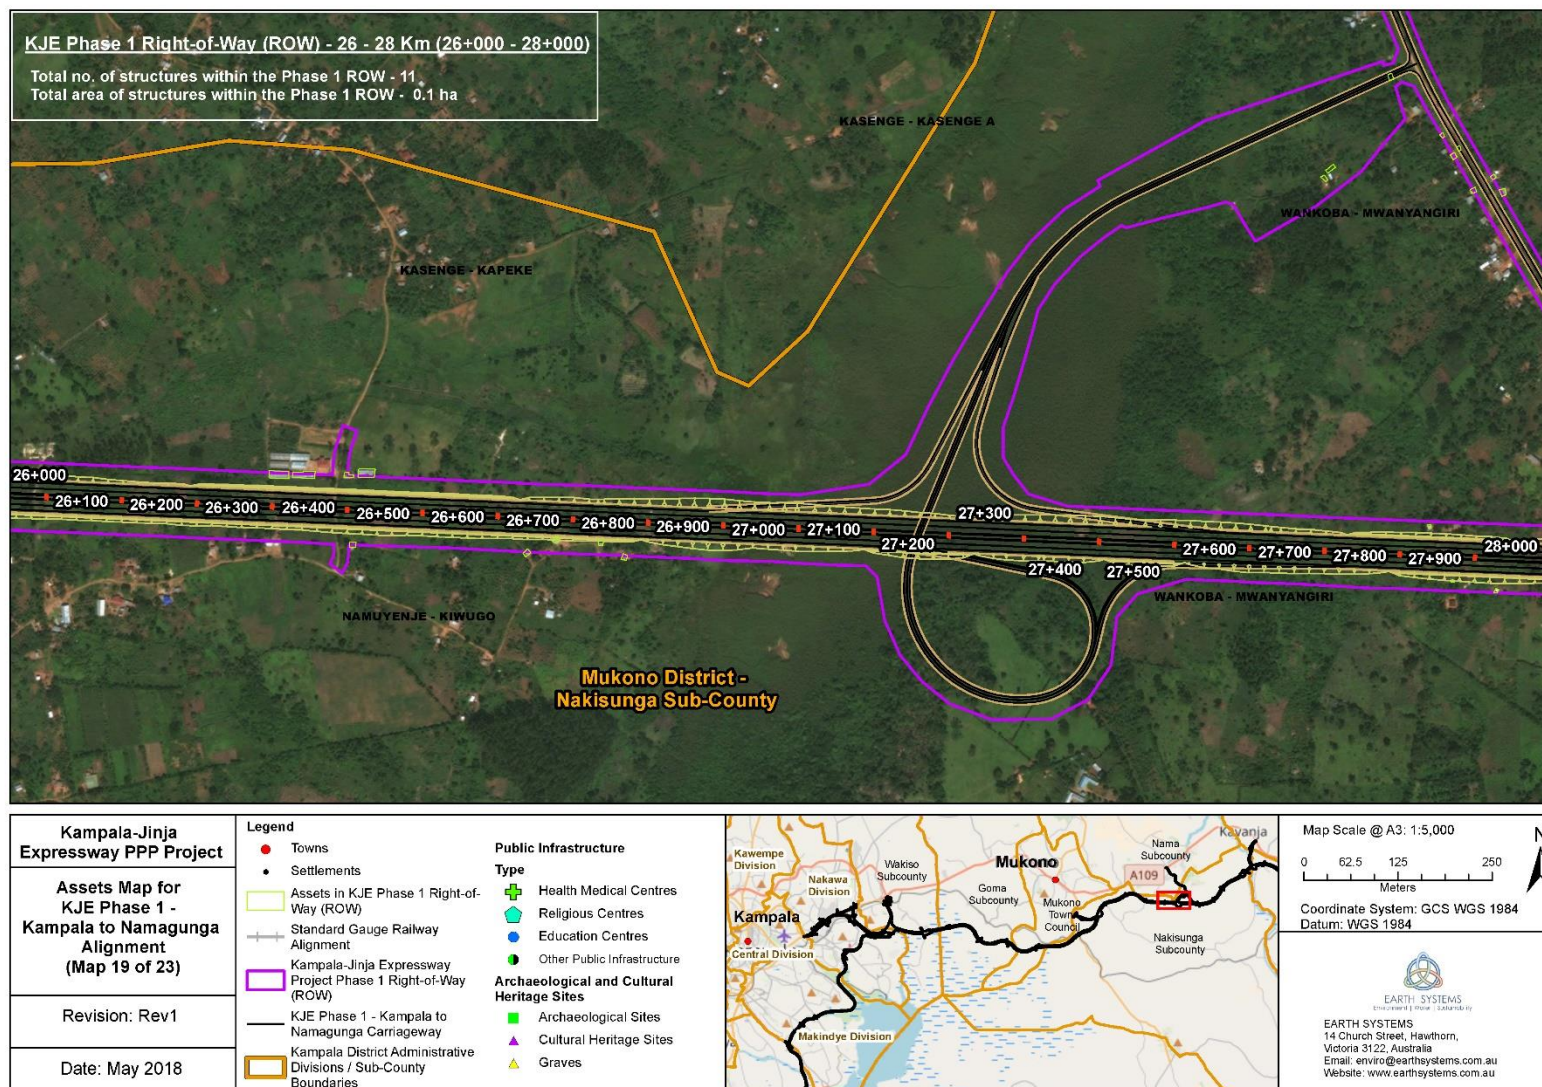 KJE Phase 1 Right-of-Way (ROW) - 26 - 28 Km (26+000 - 28+000)
Total no. of structures within the Phase 1 ROW - 11
Total area of structures within the Phase 1 ROW - 0.1 ha
KASENGE - KASENGE A
WANKOBA - MWANYANGIRI
KASENGE - KAPEKE
26+000
26+100
26+200
26+300
26+400
26+500
26+600
26+700
26+800
26+900
27+000
27+100
27+200
27+300
27+400
27+500
27+600
27+700
27+800
27+900
28+000
WANKOBA - MWANYANGIRI
NAMUYENJE - KIWUGO
Mukono District -
Nakisunga Sub-County
Kampala-Jinja
Expressway PPP Project
Assets Map for
KJE Phase 1 -
Kampala to Namagunga
Alignment
(Map 19 of 23)
Revision: Rev1
Date: May 2018
Legend
Towns
Settlements
Assets in KJE Phase 1 Right-of-
Way (ROW)
Standard Gauge Railway
Alignment
Kampala-Jinja Expressway
Project Phase 1 Right-of-Way
(ROW)
KJE Phase 1 - Kampala to
Namagunga Carriageway
Kampala District Administrative
Divisions / Sub-County
Boundaries
Public Infrastructure
Type
Health Medical Centres
Religious Centres
Education Centres
Other Public Infrastructure
Archaeological and Cultural
Heritage Sites
Archaeological Sites
Cultural Heritage Sites
Graves
Kawempe
Division
Nakawa
Division
Wakiso
Subcounty
Mukono
Goma
Subcounty
Mukono
Town
Council
A109
Nama
Subcounty
Kavanja
Kampala
Central Division
Nakisunga
Subcounty
Makindye Division
Map Scale @ A3: 1:5,000
0 62.5 125 250
Meters
N
Coordinate System: GCS WGS 1984
Datum: WGS 1984
EARTH SYSTEMS
Environment | Water | Sustainability
EARTH SYSTEMS
14 Church Street, Hawthorn,
Victoria 3122, Australia
Email: enviro@earthsystems.com.au
Website: www.earthsystems.com.au